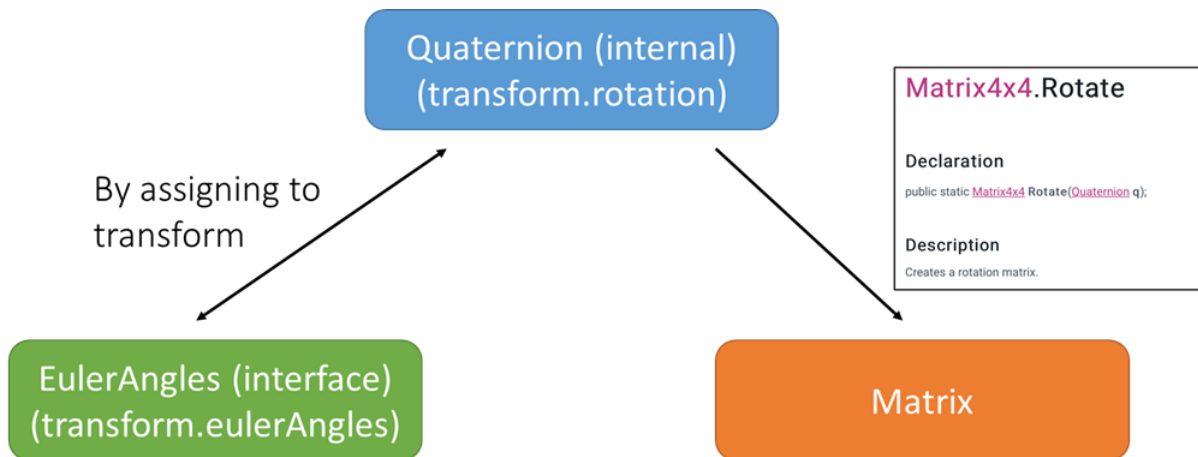 Quaternion (internal)
(transform.rotation)
Matrix4x4.Rotate
Declaration
public static Matrix4x4 Rotate(Quaternion q);
Description
Creates a rotation matrix.
By assigning to
transform
EulerAngles (interface)
(transform.eulerAngles)
Matrix